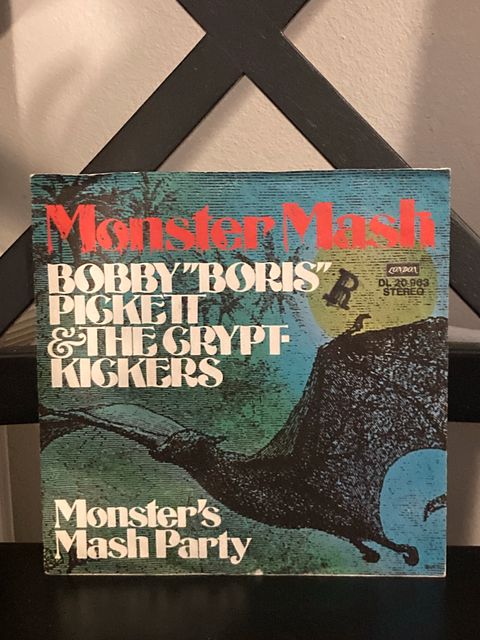 Monster Mash
BOBBY "BORIS"
PICKETT
& THE CRYPT-
KICKERS
LONDON
DL 20 963
STEREO
R
Monster's
Mash Party